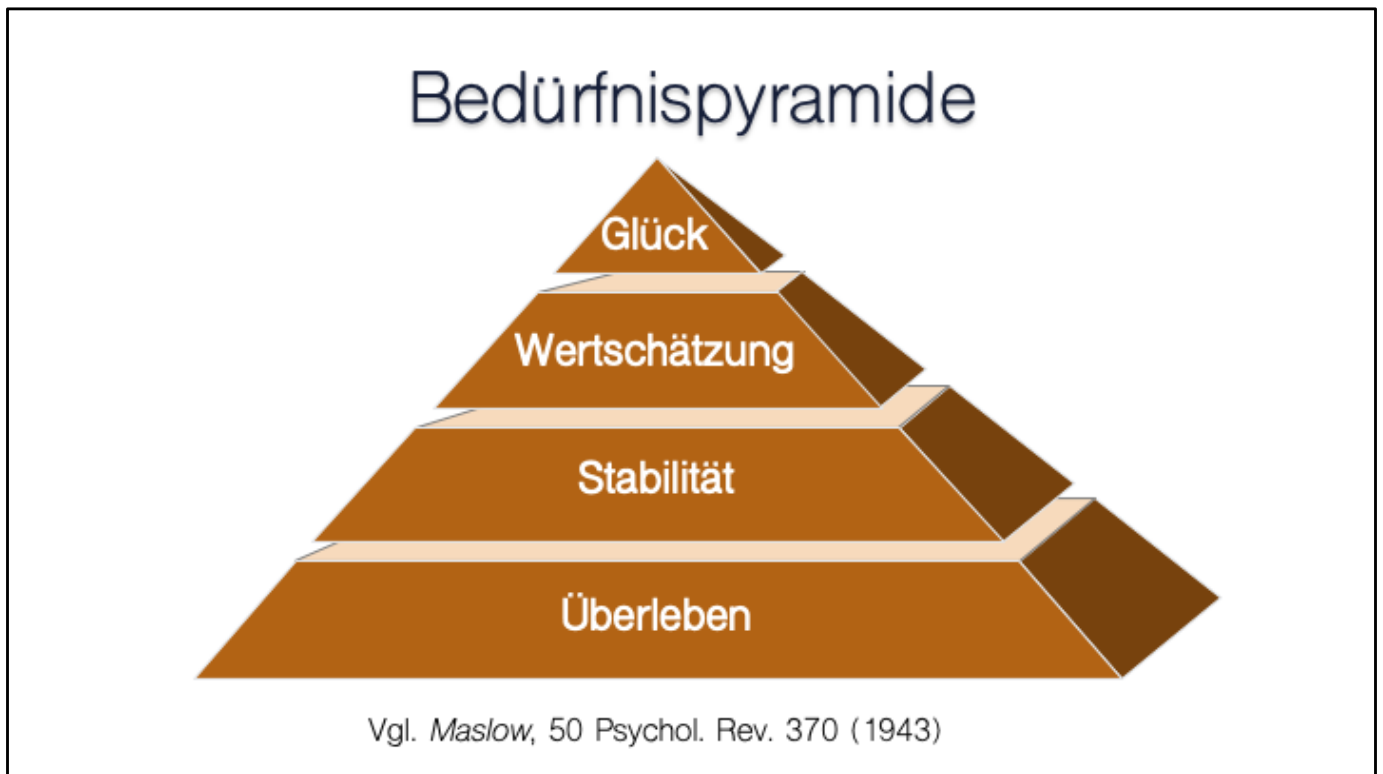 Bedürfnispyramide
Glück
Wertschätzung
Stabilität
Überleben
Vgl. Maslow, 50 Psychol. Rev. 370 (1943)